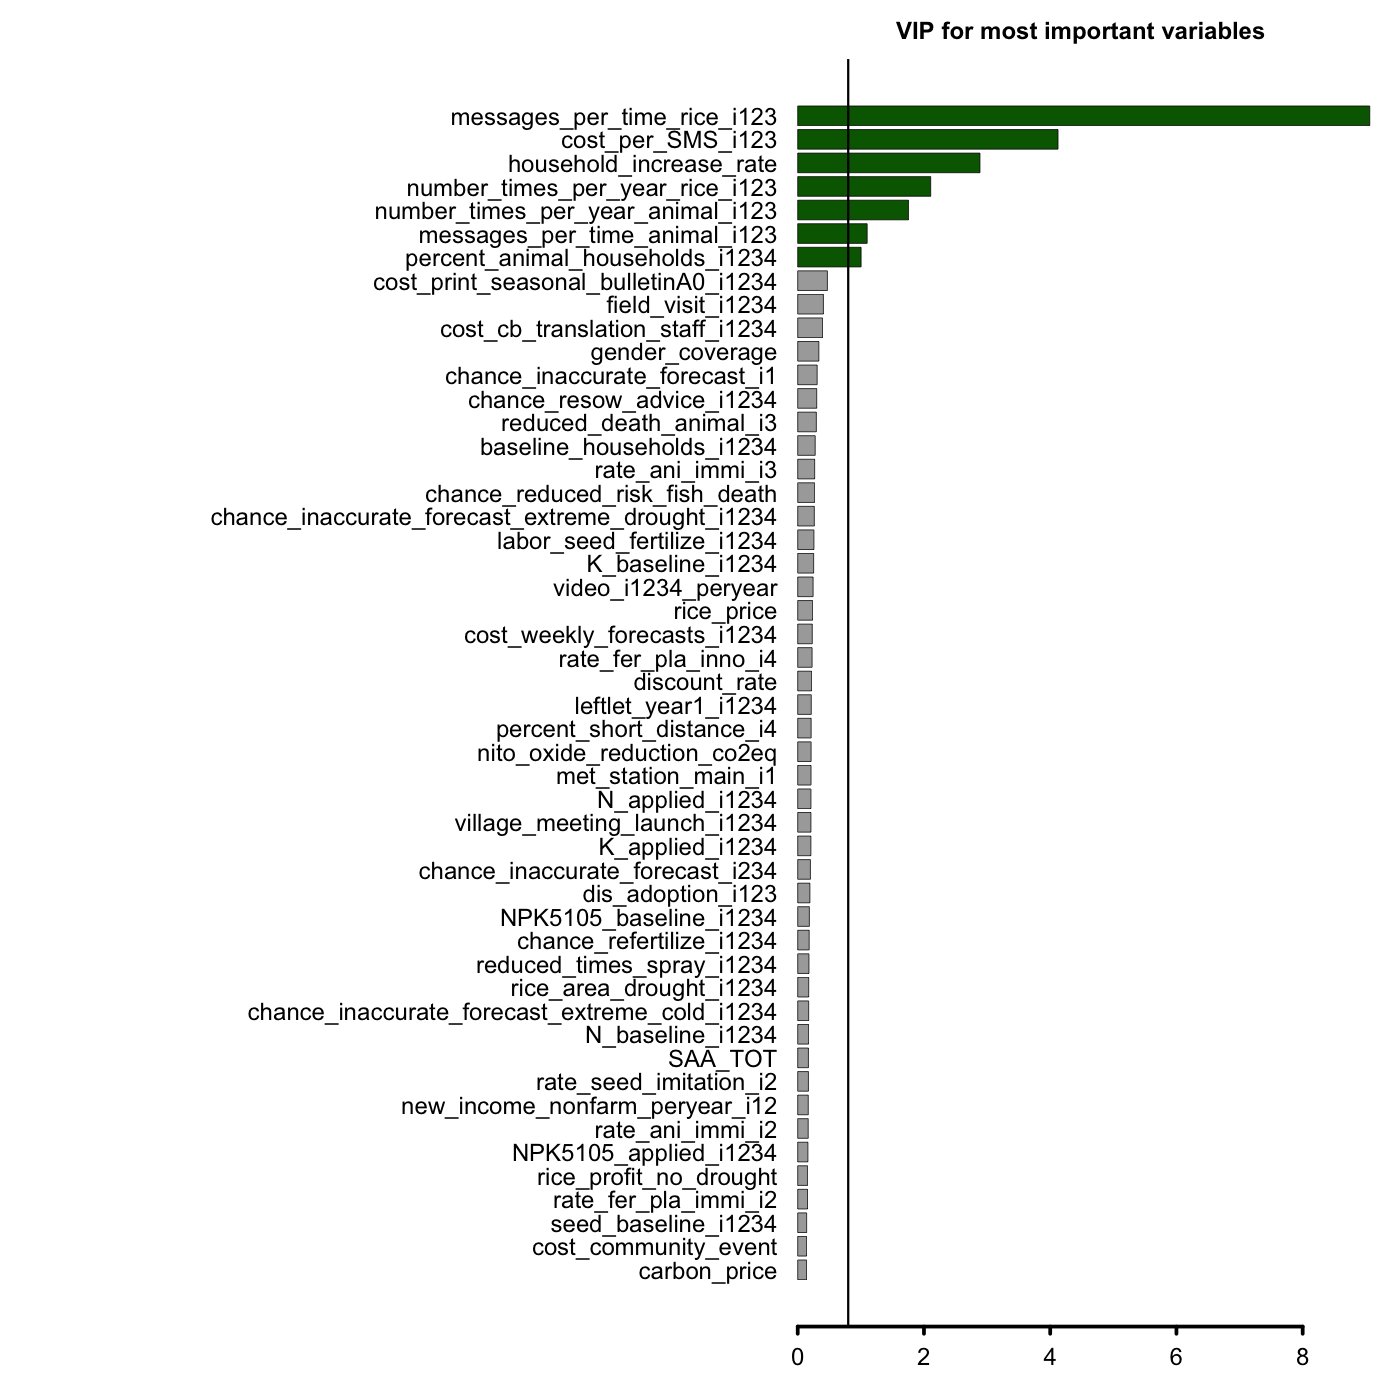 VIP for most important variables
messages_per_time_rice_i123
cost_per_SMS_i123
household_increase_rate
number_times_per_year_rice_i123
number_times_per_year_animal_i123
messages_per_time_animal_i123
percent_animal_households_i1234
cost_print_seasonal_bulletinA0_i1234
field_visit_i1234
cost_cb_translation_staff_i1234
gender_coverage
chance_inaccurate_forecast_i1
chance_resow_advice_i1234
reduced_death_animal_i3
baseline_households_i1234
rate_ani_immi_i3
chance_reduced_risk_fish_death
chance_inaccurate_forecast_extreme_drought_i1234
labor_seed_fertilize_i1234
K_baseline_i1234
video_i1234_peryear
rice_price
cost_weekly_forecasts_i1234
rate_fer_pla_inno_i4
discount_rate
leftlet_year1_i1234
percent_short_distance_i4
nito_oxide_reduction_co2eq
met_station_main_i1
N_applied_i1234
village_meeting_launch_i1234
K_applied_i1234
chance_inaccurate_forecast_i234
dis_adoption_i123
NPK5105_baseline_i1234
chance_refertilize_i1234
reduced_times_spray_i1234
rice_area_drought_i1234
chance_inaccurate_forecast_extreme_cold_i1234
N_baseline_i1234
SAA_TOT
rate_seed_imitation_i2
new_income_nonfarm_peryear_i12
rate_ani_immi_i2
NPK5105_applied_i1234
rice_profit_no_drought
rate_fer_pla_immi_i2
seed_baseline_i1234
cost_community_event
carbon_price
0 2 4 6 8